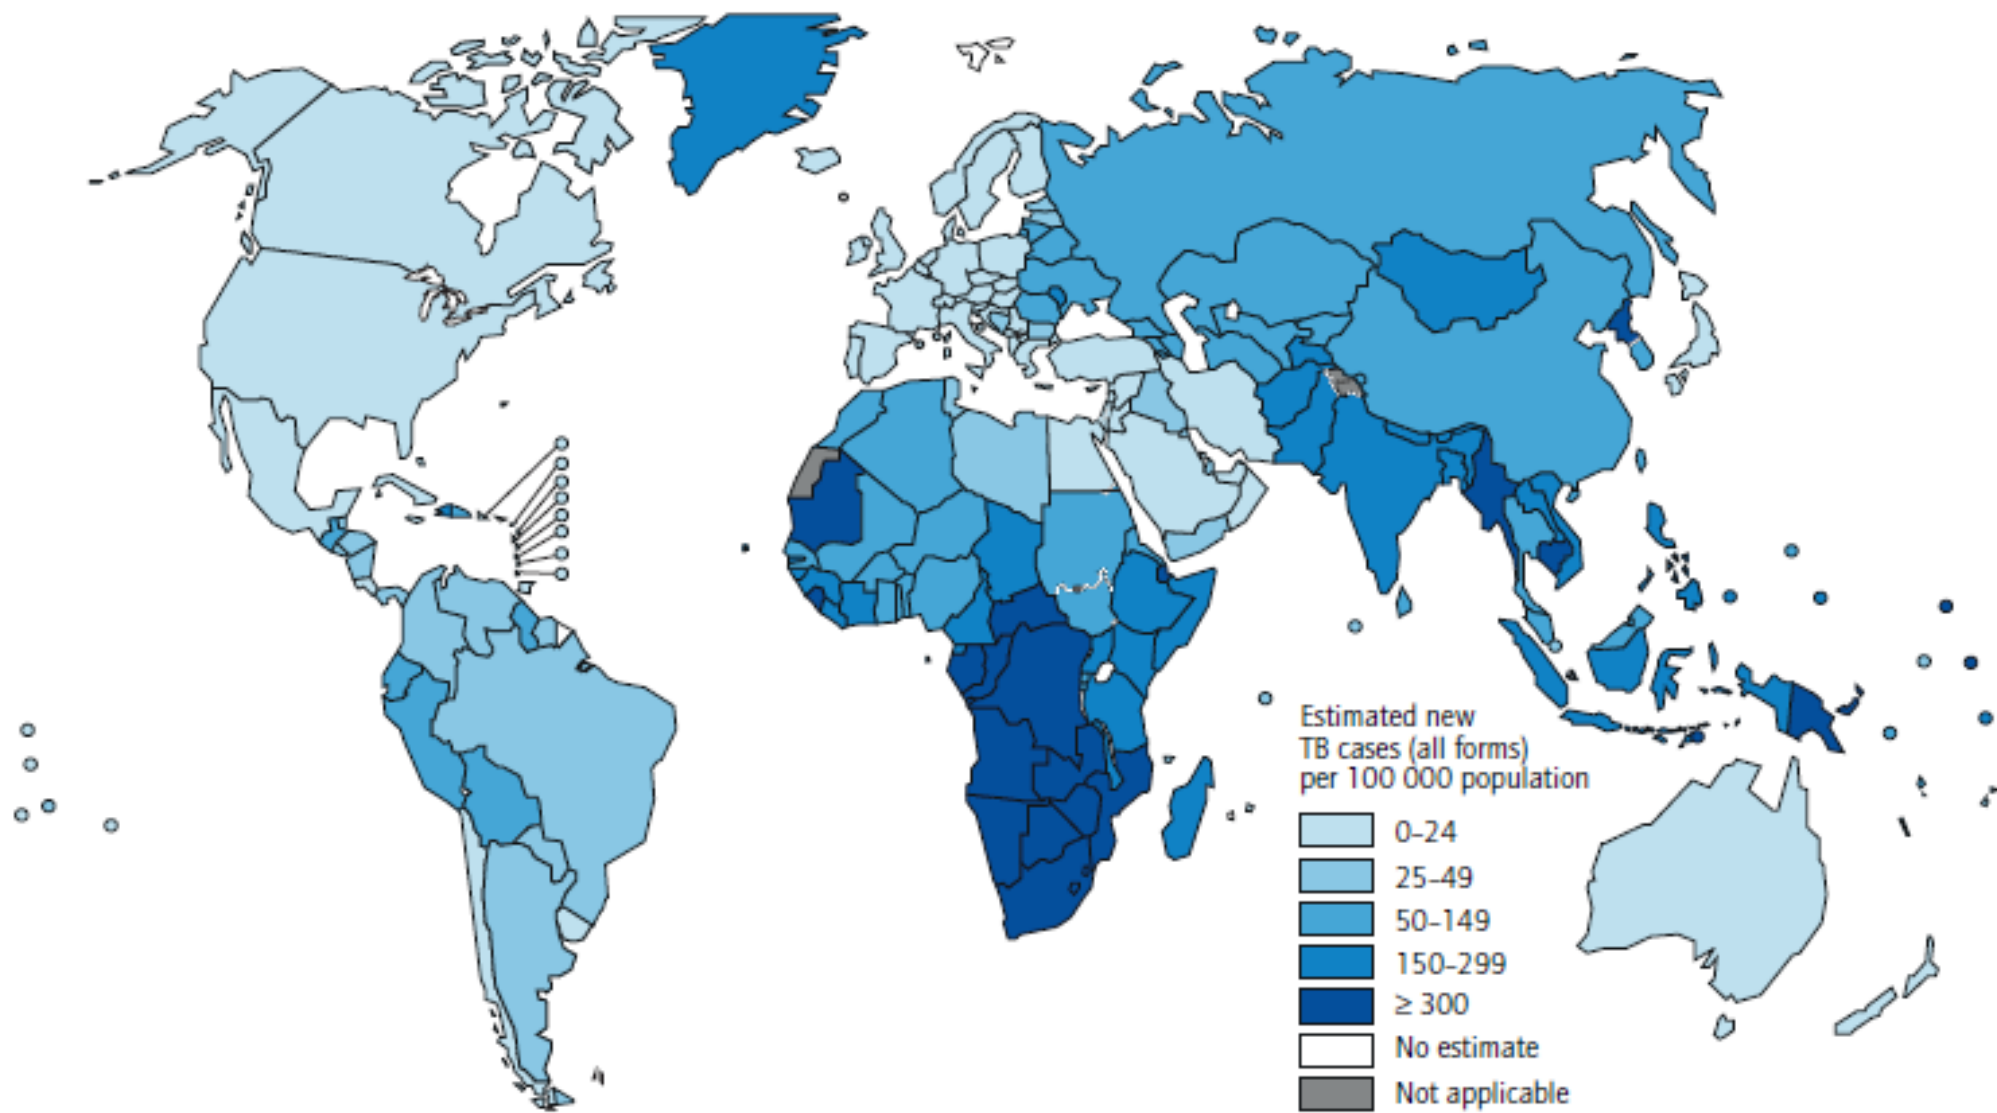 Estimated new
TB cases (all forms)
per 100 000 population
0–24
25–49
50–149
150–299
≥ 300
No estimate
Not applicable